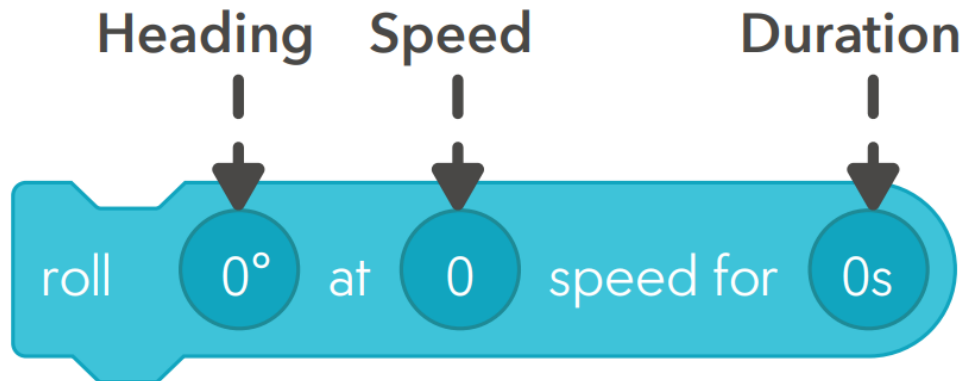 Heading Speed Duration
roll 0° at 0 speed for 0s